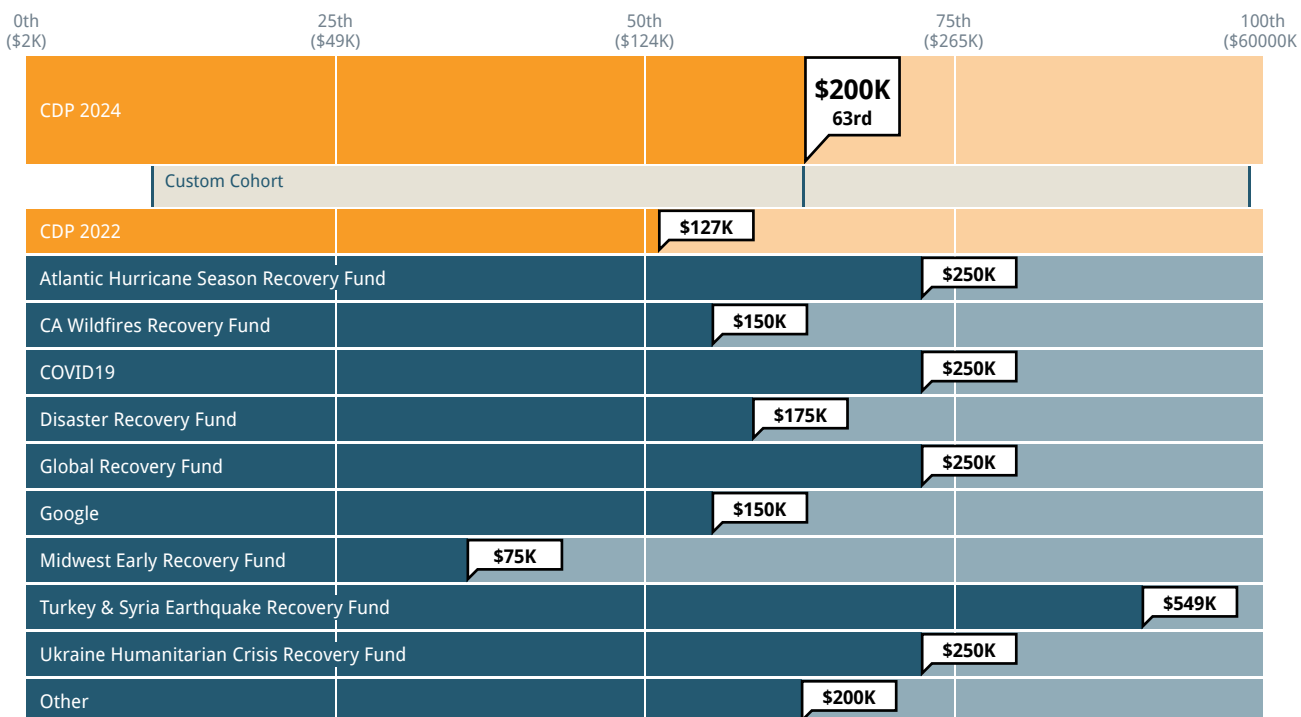 0th 25th 50th 75th 100th
($2K) ($49K) ($124K) ($265K) ($60000K
CDP 2024
$200K
63rd
Custom Cohort
CDP 2022 $127K
Atlantic Hurricane Season Recovery Fund $250K
CA Wildfires Recovery Fund $150K
COVID19 $250K
Disaster Recovery Fund $175K
Global Recovery Fund $250K
Google $150K
Midwest Early Recovery Fund $75K
Turkey & Syria Earthquake Recovery Fund $549K
Ukraine Humanitarian Crisis Recovery Fund $250K
Other $200K